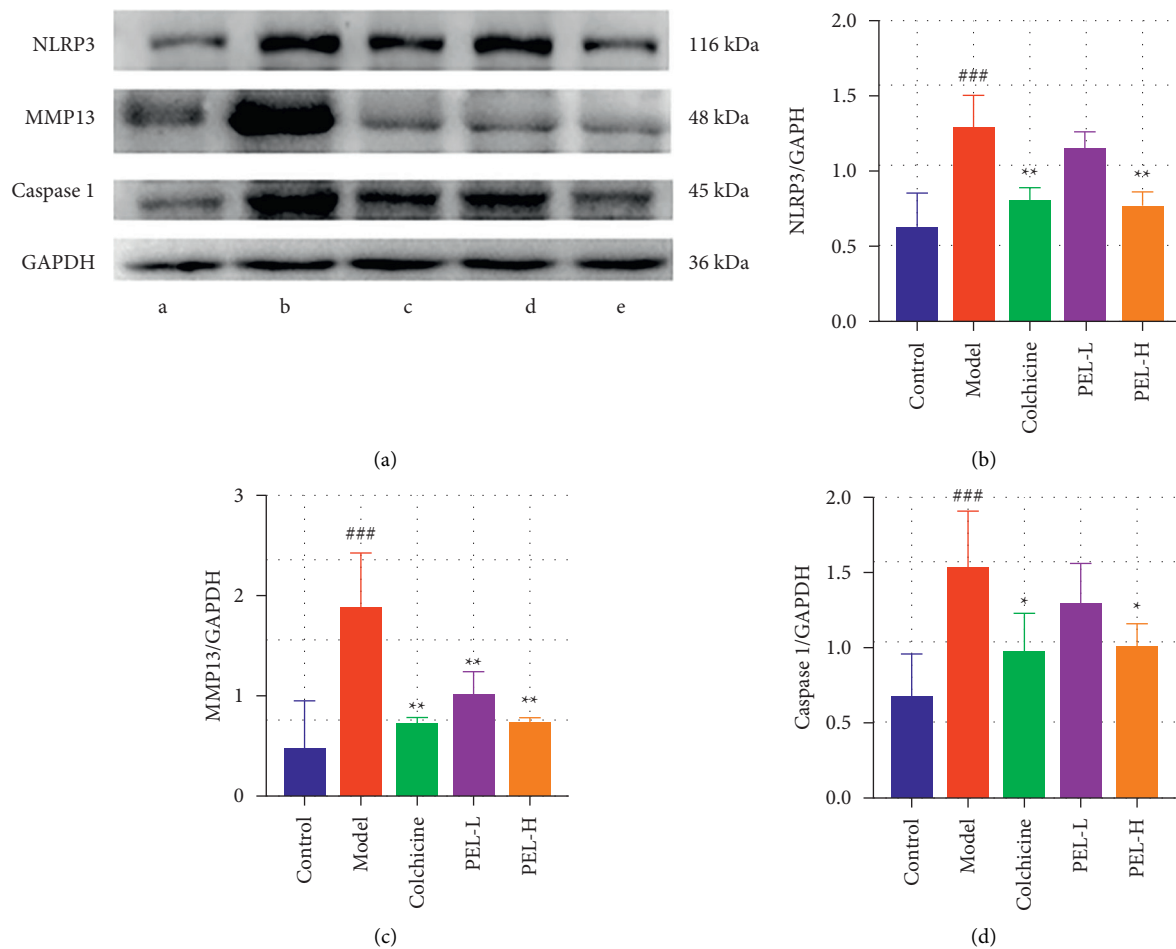 NLRP3 116 kDa
MMP13 48 kDa
Caspase 1 45 kDa
GAPDH 36 kDa
a b c d e
(a)
2.0
1.5
1.0
0.5
0.0
NLRP3/GAPH
###
**
**
Control
Model
Colchicine
PEL-L
PEL-H
(b)
3
2
1
0
MMP13/GAPDH
###
**
**
**
Control
Model
Colchicine
PEL-L
PEL-H
(c)
2.0
1.5
1.0
0.5
0.0
Caspase 1/GAPDH
###
*
*
Control
Model
Colchicine
PEL-L
PEL-H
(d)